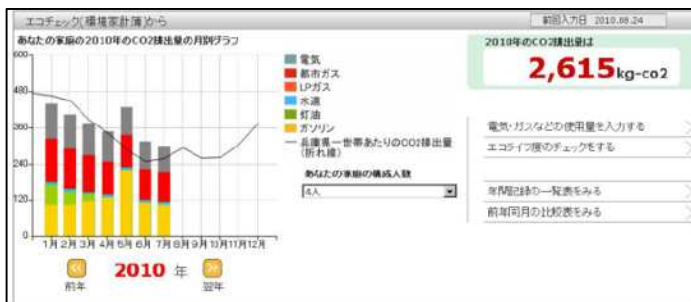 エコチェック(環境家計簿)から
前回入力日 2010.08.24
あなたの家庭の2010年のCO2排出量の月別グラフ
600
480
360
240
120
0
1月 2月 3月 4月 5月 6月 7月 8月 9月 10月 11月 12月
電気
都市ガス
LPガス
水道
灯油
ガソリン
兵庫県一世帯あたりのCO2排出量
(折れ線)
あなたの家庭の構成人数
4人
前年
2010 年
翌年
2010年のCO2排出量は
2,615kg-co2
電気・ガスなどの使用量を入力する
エコライフ度のチェックをする
年間記録の一覧表をみる
前年同月の比較表をみる